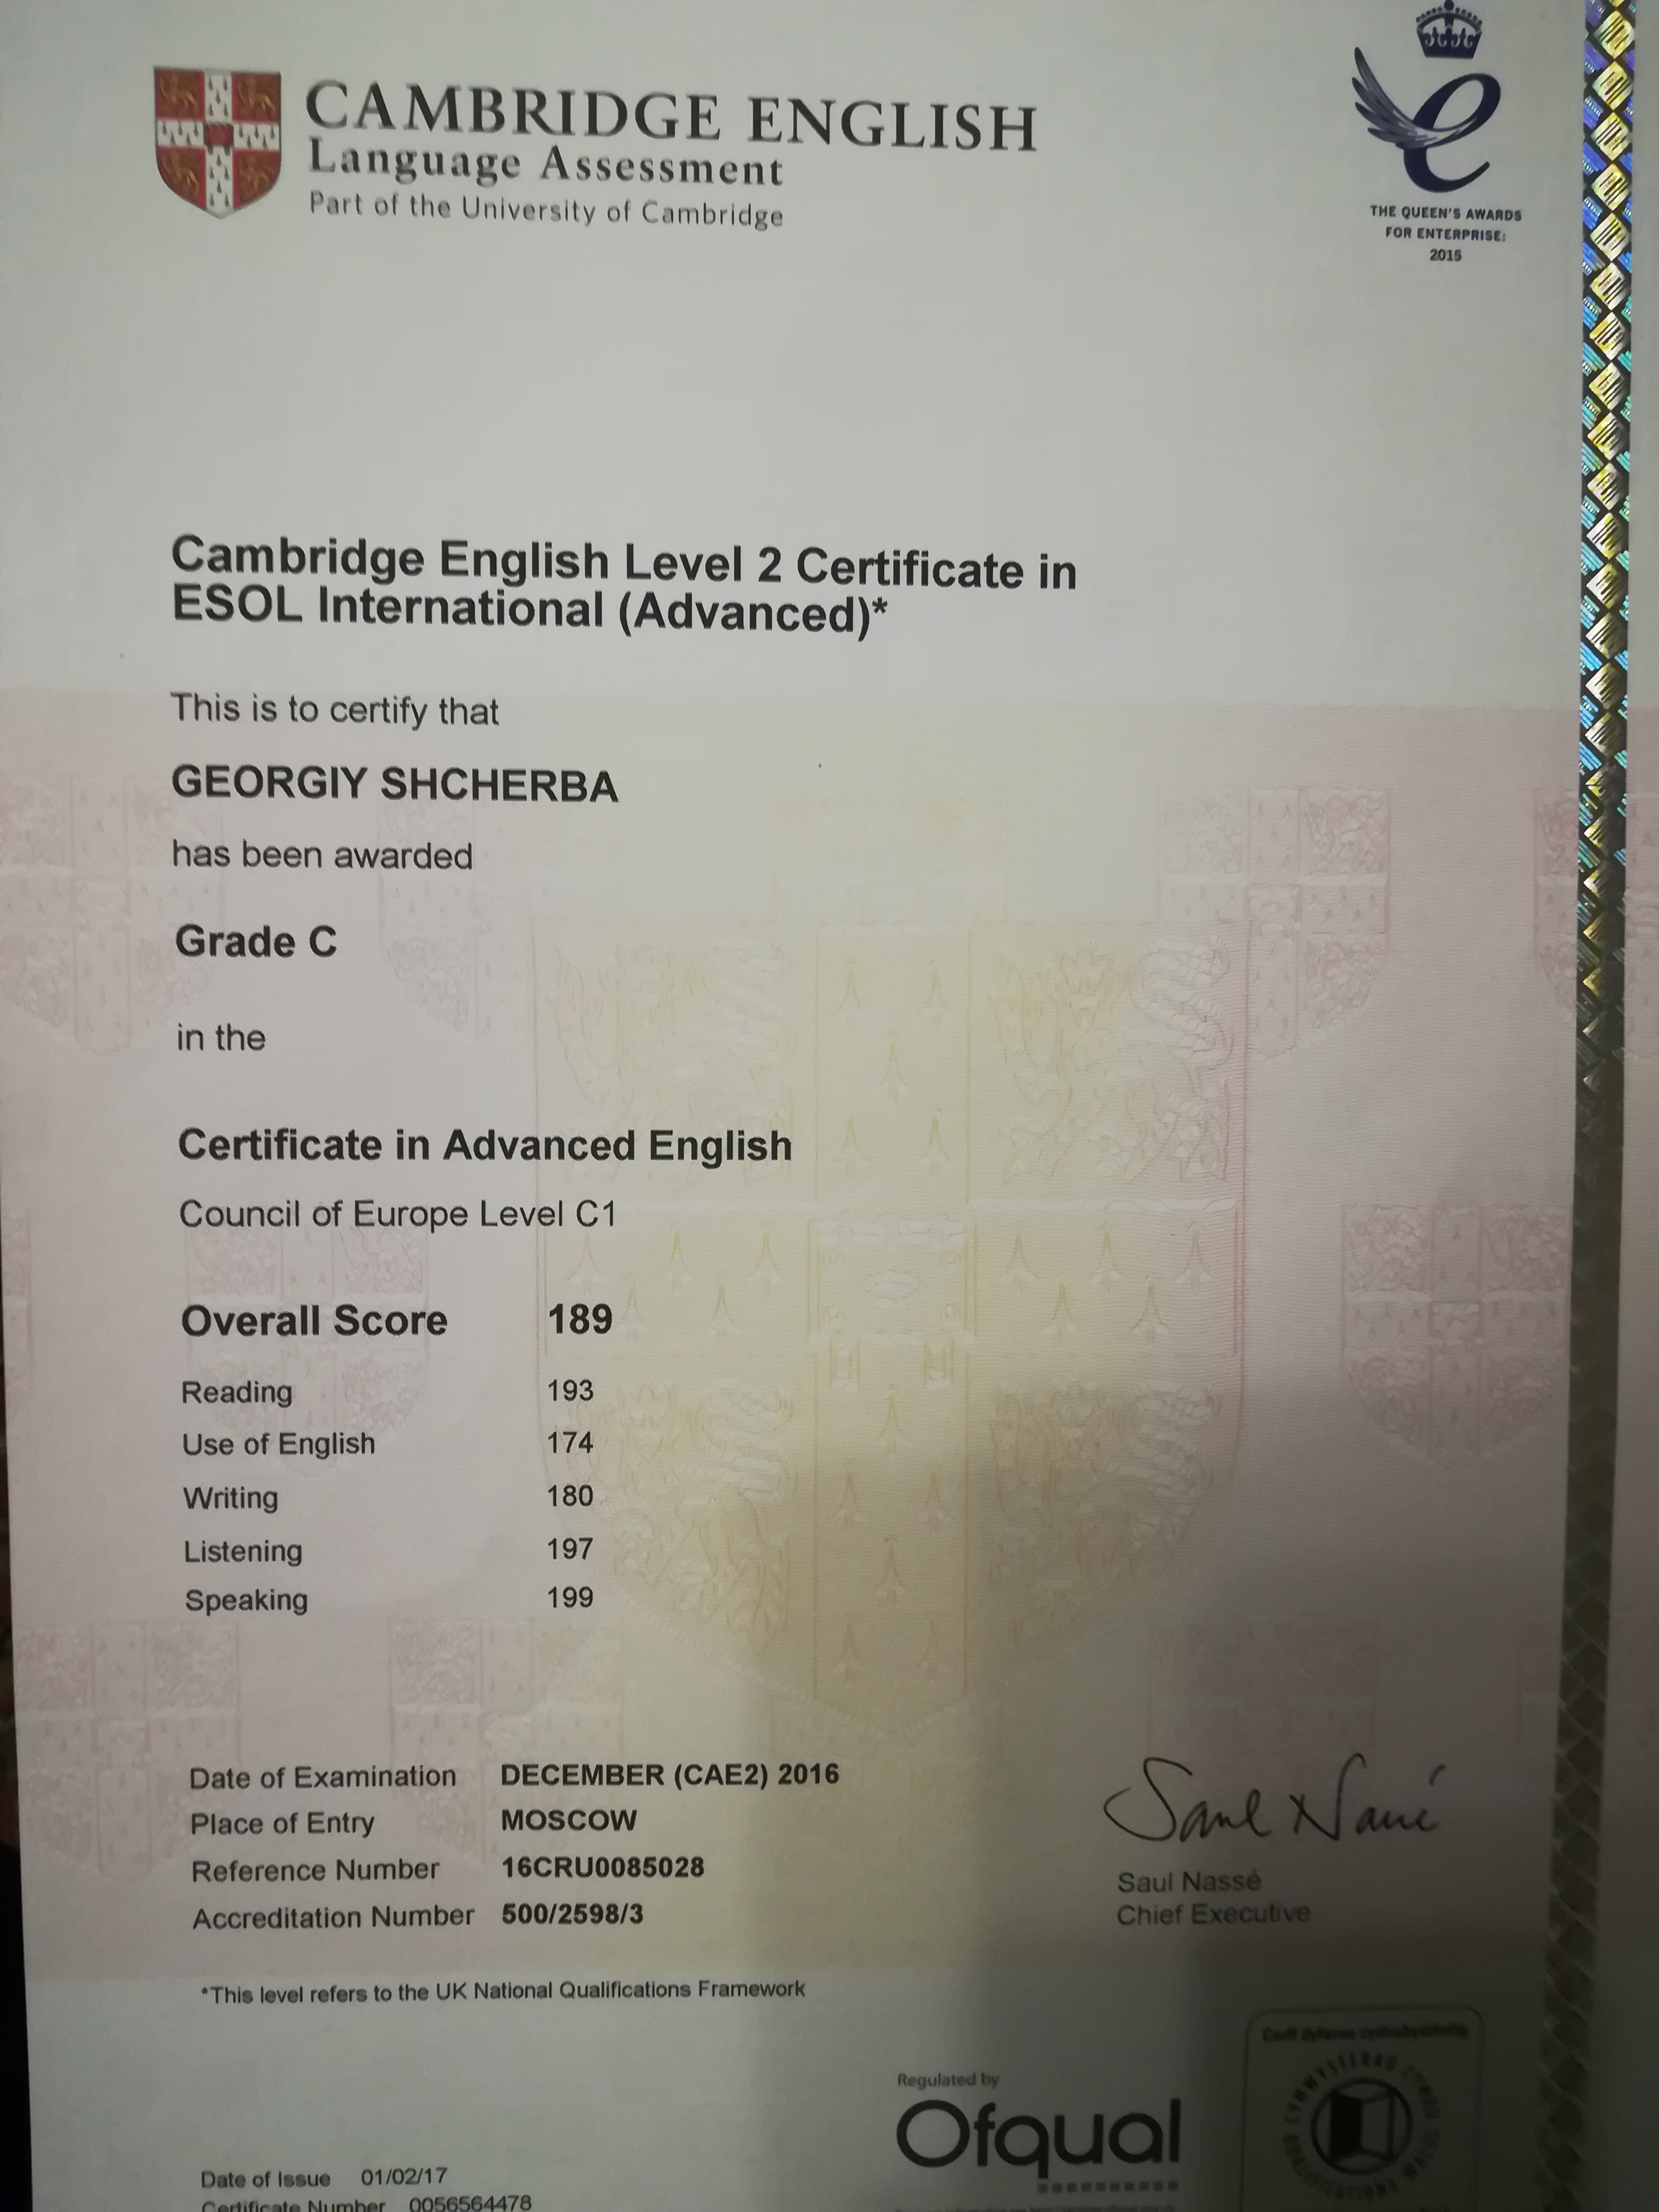 CAMBRIDGE ENGLISH
Language Assessment
Part of the University of Cambridge
THE QUEEN'S AWARDS
FOR ENTERPRISE:
2015
Cambridge English Level 2 Certificate in
ESOL International (Advanced)*
This is to certify that
GEORGIY SHCHERBA
has been awarded
Grade C
in the
Certificate in Advanced English
Council of Europe Level C1
Overall Score 189
Reading 193
Use of English 174
Writing 180
Listening 197
Speaking 199
Date of Examination DECEMBER (CAE2) 2016
Place of Entry MOSCOW
Reference Number 16CRU0085028
Accreditation Number 500/2598/3
Saul Nassé
Saul Nassé
Chief Executive
*This level refers to the UK National Qualifications Framework
Regulated by
Ofqual
Date of Issue 01/02/17
Certificate Number 0056564478